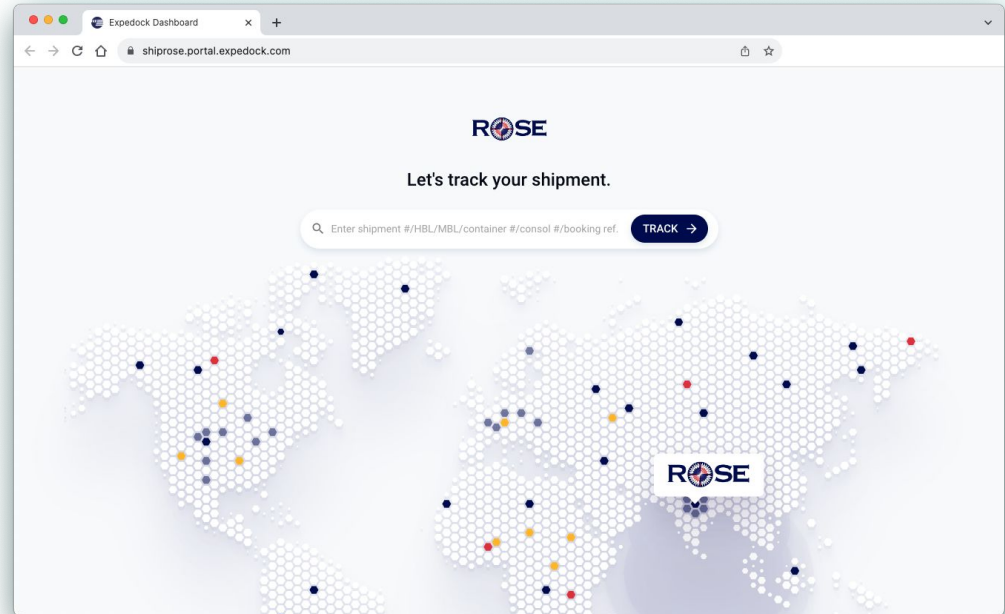 Expedock Dashboard
shiprose.portal.expedock.com
ROSE
Let's track your shipment.
Enter shipment #/HBL/MBL/container #/consol #/booking ref.
TRACK
ROSE